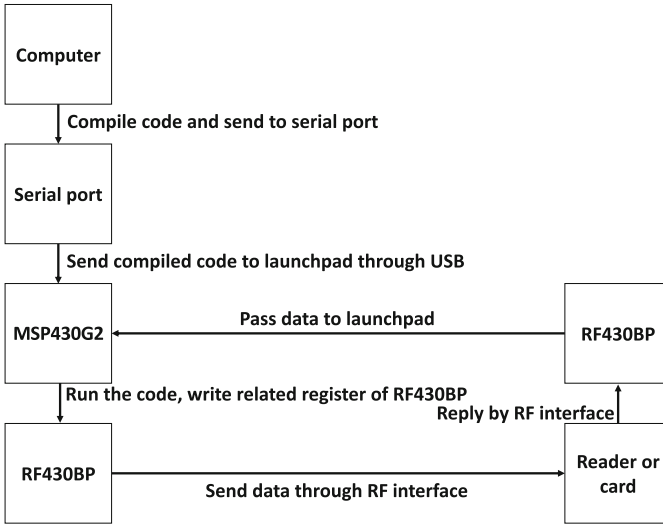 Computer
Compile code and send to serial port
Serial port
Send compiled code to launchpad through USB
MSP430G2
Pass data to launchpad
RF430BP
Run the code, write related register of RF430BP
Reply by RF interface
RF430BP
Send data through RF interface
Reader or
card